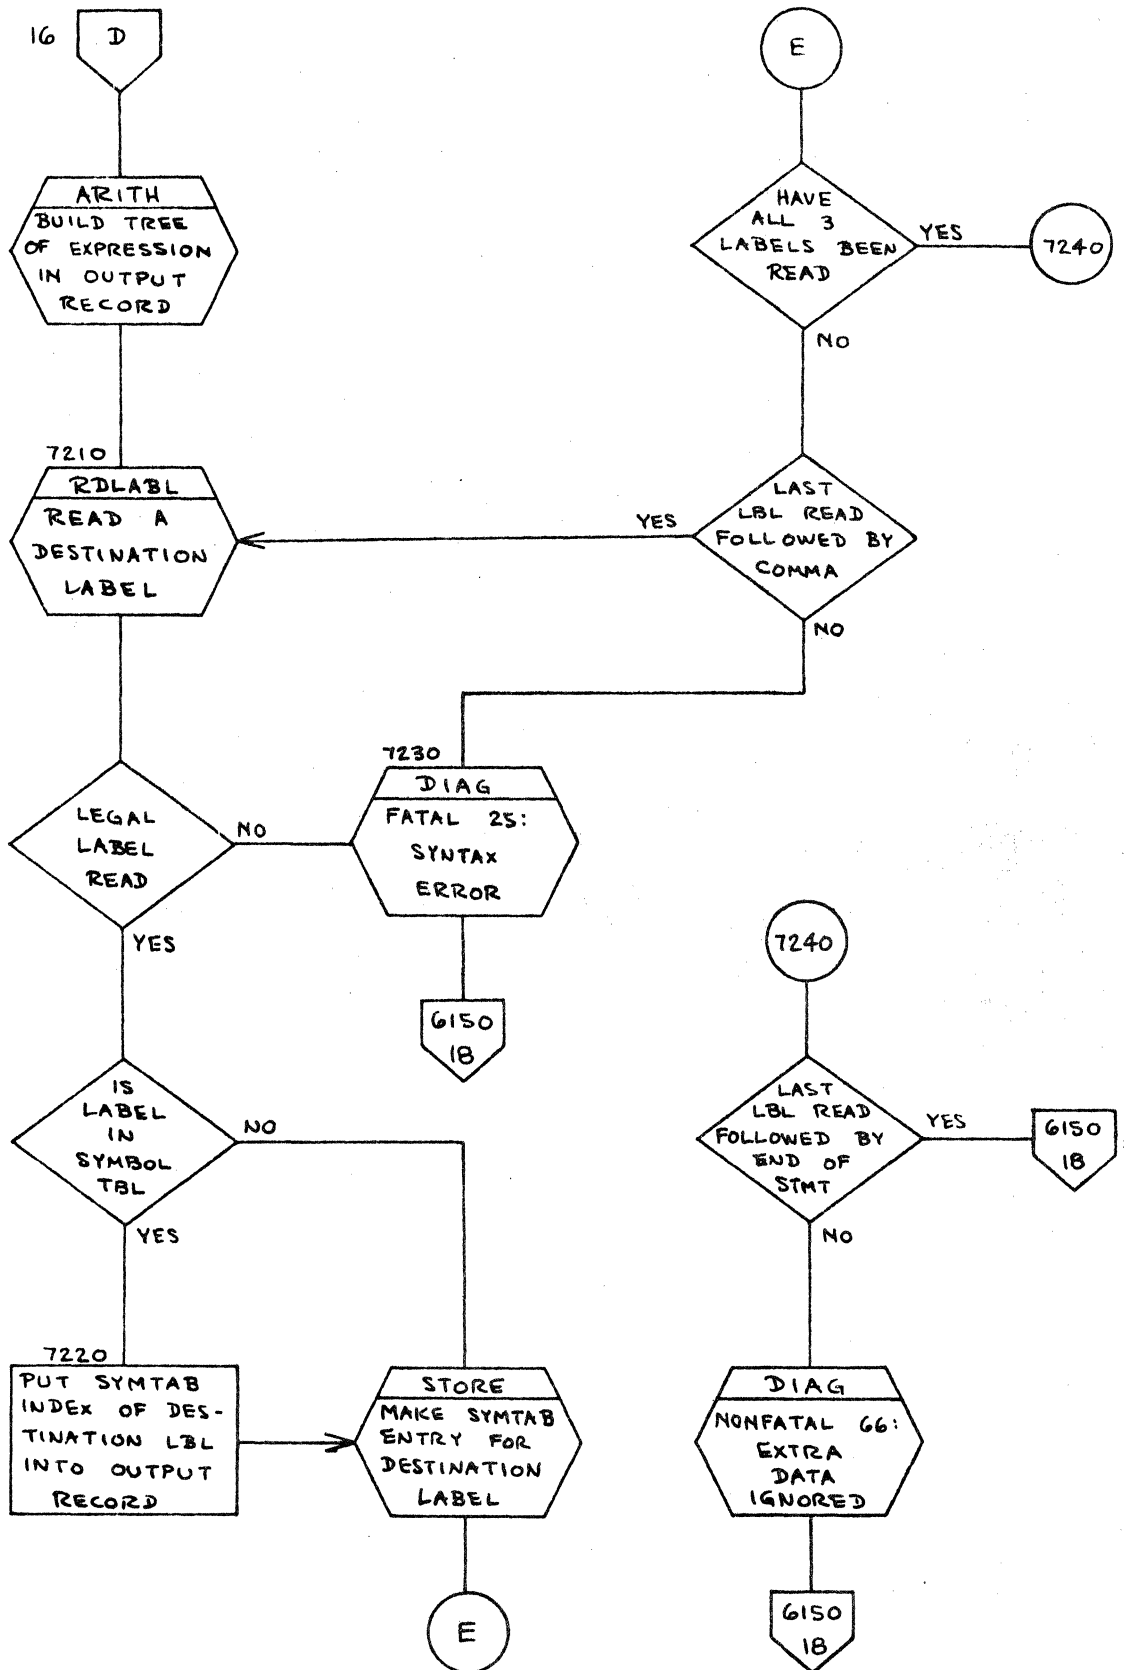 16
D
ARITH
BUILD TREE
OF EXPRESSION
IN OUTPUT
RECORD
7210
RDLABL
READ A
DESTINATION
LABEL
LEGAL
LABEL
READ
NO
YES
7230
DIAG
FATAL 25:
SYNTAX
ERROR
6150
18
IS
LABEL
IN
SYMBOL
TBL
NO
YES
7220
PUT SYMTAB
INDEX OF DES-
TINATION LBL
INTO OUTPUT
RECORD
STORE
MAKE SYMTAB
ENTRY FOR
DESTINATION
LABEL
E
E
HAVE
ALL 3
LABELS BEEN
READ
YES
7240
NO
LAST
LBL READ
FOLLOWED BY
COMMA
YES
NO
7240
LAST
LBL READ
FOLLOWED BY
END OF
STMT
YES
6150
18
NO
DIAG
NONFATAL 66:
EXTRA
DATA
IGNORED
6150
18